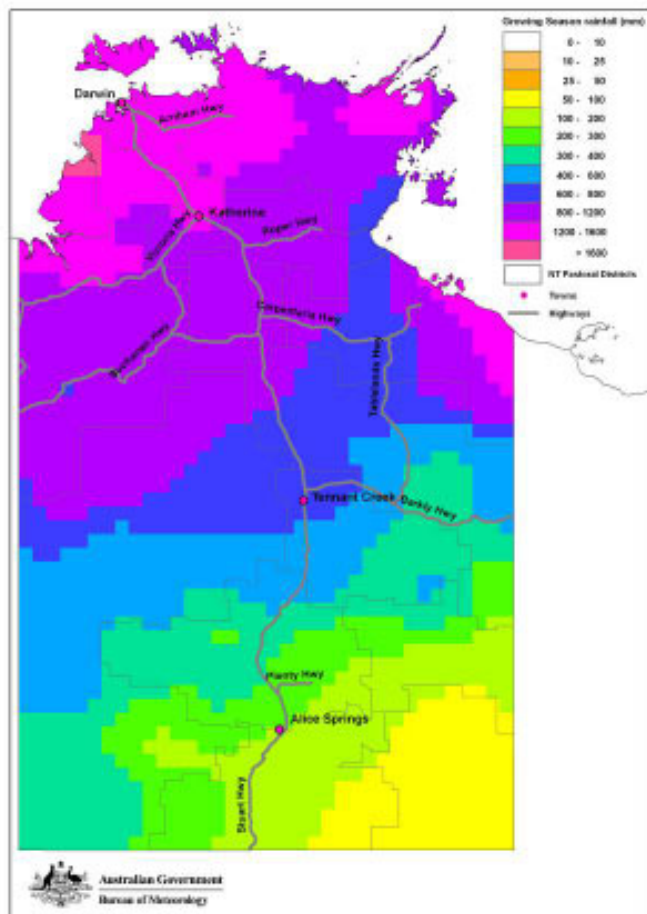 Growing Season rainfall (mm)
0 - 10
10 - 25
25 - 50
50 - 100
100 - 200
200 - 300
300 - 400
400 - 600
600 - 800
800 - 1200
1200 - 1600
> 1600
NT Pastoral Districts
Towns
Highways
Darwin
Arnhem Hwy
Katherine
Victoria Hwy
Roper Hwy
Carpentaria Hwy
Buchanan Hwy
Tablelands Hwy
Tennant Creek
Barkly Hwy
Plenty Hwy
Alice Springs
Stuart Hwy
Australian Government
Bureau of Meteorology